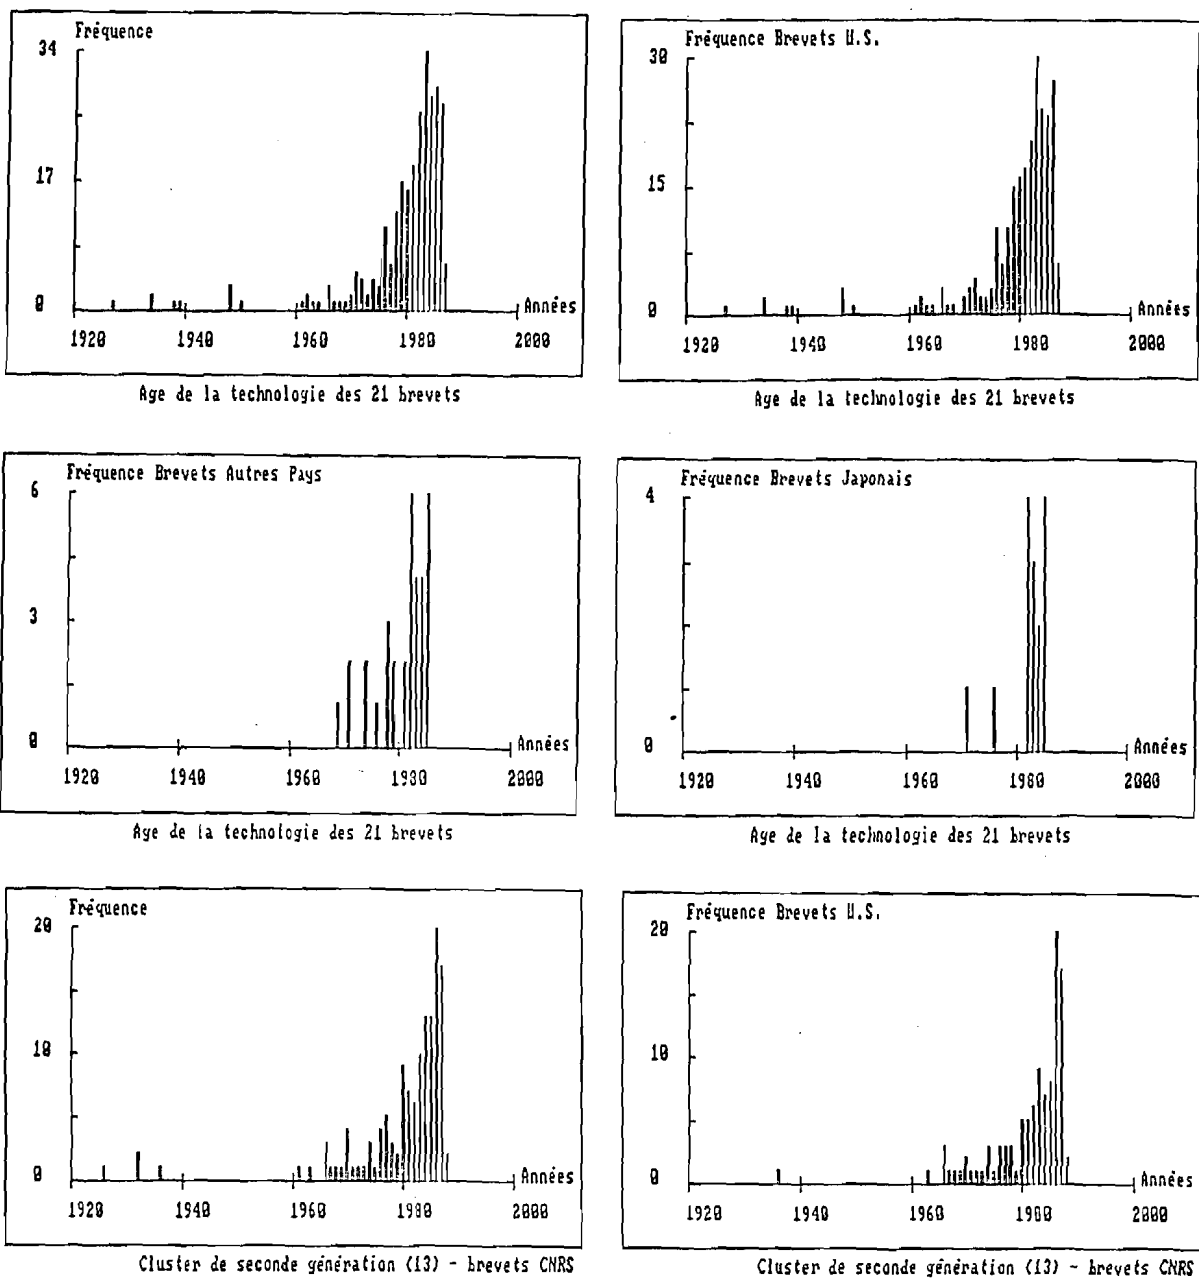 Fréquence
34
17
0
Années
1920 1940 1960 1980 2000
Age de la technologie des 21 brevets
Fréquence Brevets U.S.
30
15
0
Années
1920 1940 1960 1980 2000
Age de la technologie des 21 brevets
Fréquence Brevets Autres Pays
6
3
0
Années
1920 1940 1960 1980 2000
Age de la technologie des 21 brevets
Fréquence Brevets Japonais
4
0
Années
1920 1940 1960 1980 2000
Age de la technologie des 21 brevets
Fréquence
20
10
0
Années
1920 1940 1960 1980 2000
Cluster de seconde génération (13) - brevets CNRS
Fréquence Brevets U.S.
20
10
0
Années
1920 1940 1960 1980 2000
Cluster de seconde génération (13) - brevets CNRS